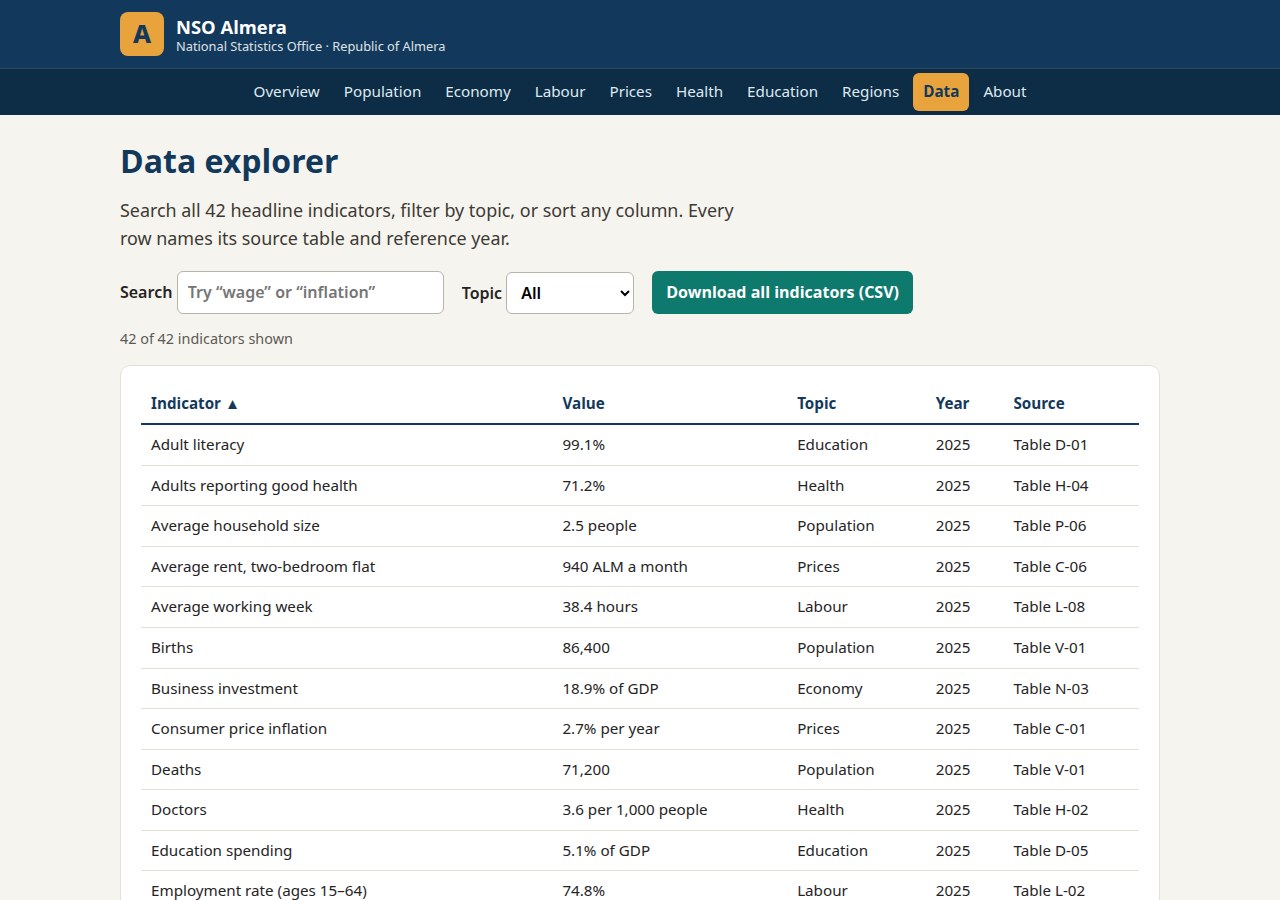 A
NSO Almera
National Statistics Office · Republic of Almera
Overview Population Economy Labour Prices Health Education Regions Data About
Data explorer
Search all 42 headline indicators, filter by topic, or sort any column. Every
row names its source table and reference year.
Search Try “wage” or “inflation” Topic All Download all indicators (CSV)
42 of 42 indicators shown
Indicator ▲ Value Topic Year Source
Adult literacy 99.1% Education 2025 Table D-01
Adults reporting good health 71.2% Health 2025 Table H-04
Average household size 2.5 people Population 2025 Table P-06
Average rent, two-bedroom flat 940 ALM a month Prices 2025 Table C-06
Average working week 38.4 hours Labour 2025 Table L-08
Births 86,400 Population 2025 Table V-01
Business investment 18.9% of GDP Economy 2025 Table N-03
Consumer price inflation 2.7% per year Prices 2025 Table C-01
Deaths 71,200 Population 2025 Table V-01
Doctors 3.6 per 1,000 people Health 2025 Table H-02
Education spending 5.1% of GDP Education 2025 Table D-05
Employment rate (ages 15–64) 74.8% Labour 2025 Table L-02